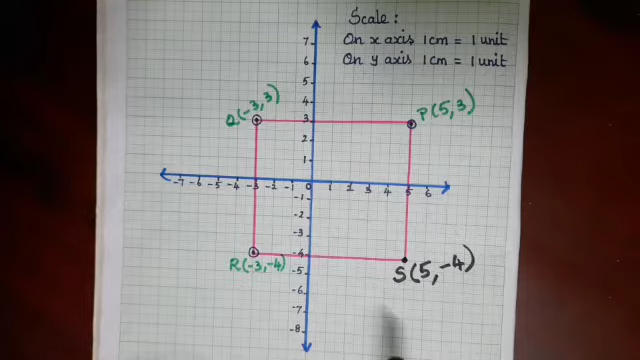 Scale :
On x axis 1cm = 1 unit
On y axis 1cm = 1 unit
7
6
5
4
3
2
1
Q(-3,3)
P(5,3)
-7 -6 -5 -4 -3 -2 -1 0 1 2 3 4 5 6
-1
-2
-3
-4
-5
-6
-7
-8
R(-3,-4)
S(5,-4)